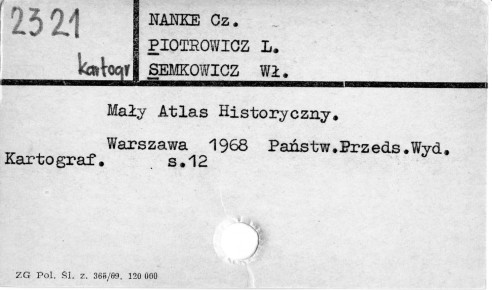 2321
kartogr
NANKE Cz.
PIOTROWICZ L.
SEMKOWICZ Wł.
Mały Atlas Historyczny.
Warszawa 1968 Państw.Przeds.Wyd.
Kartograf. s.12
ZG Pol. Śl. z. 366/69. 120 000